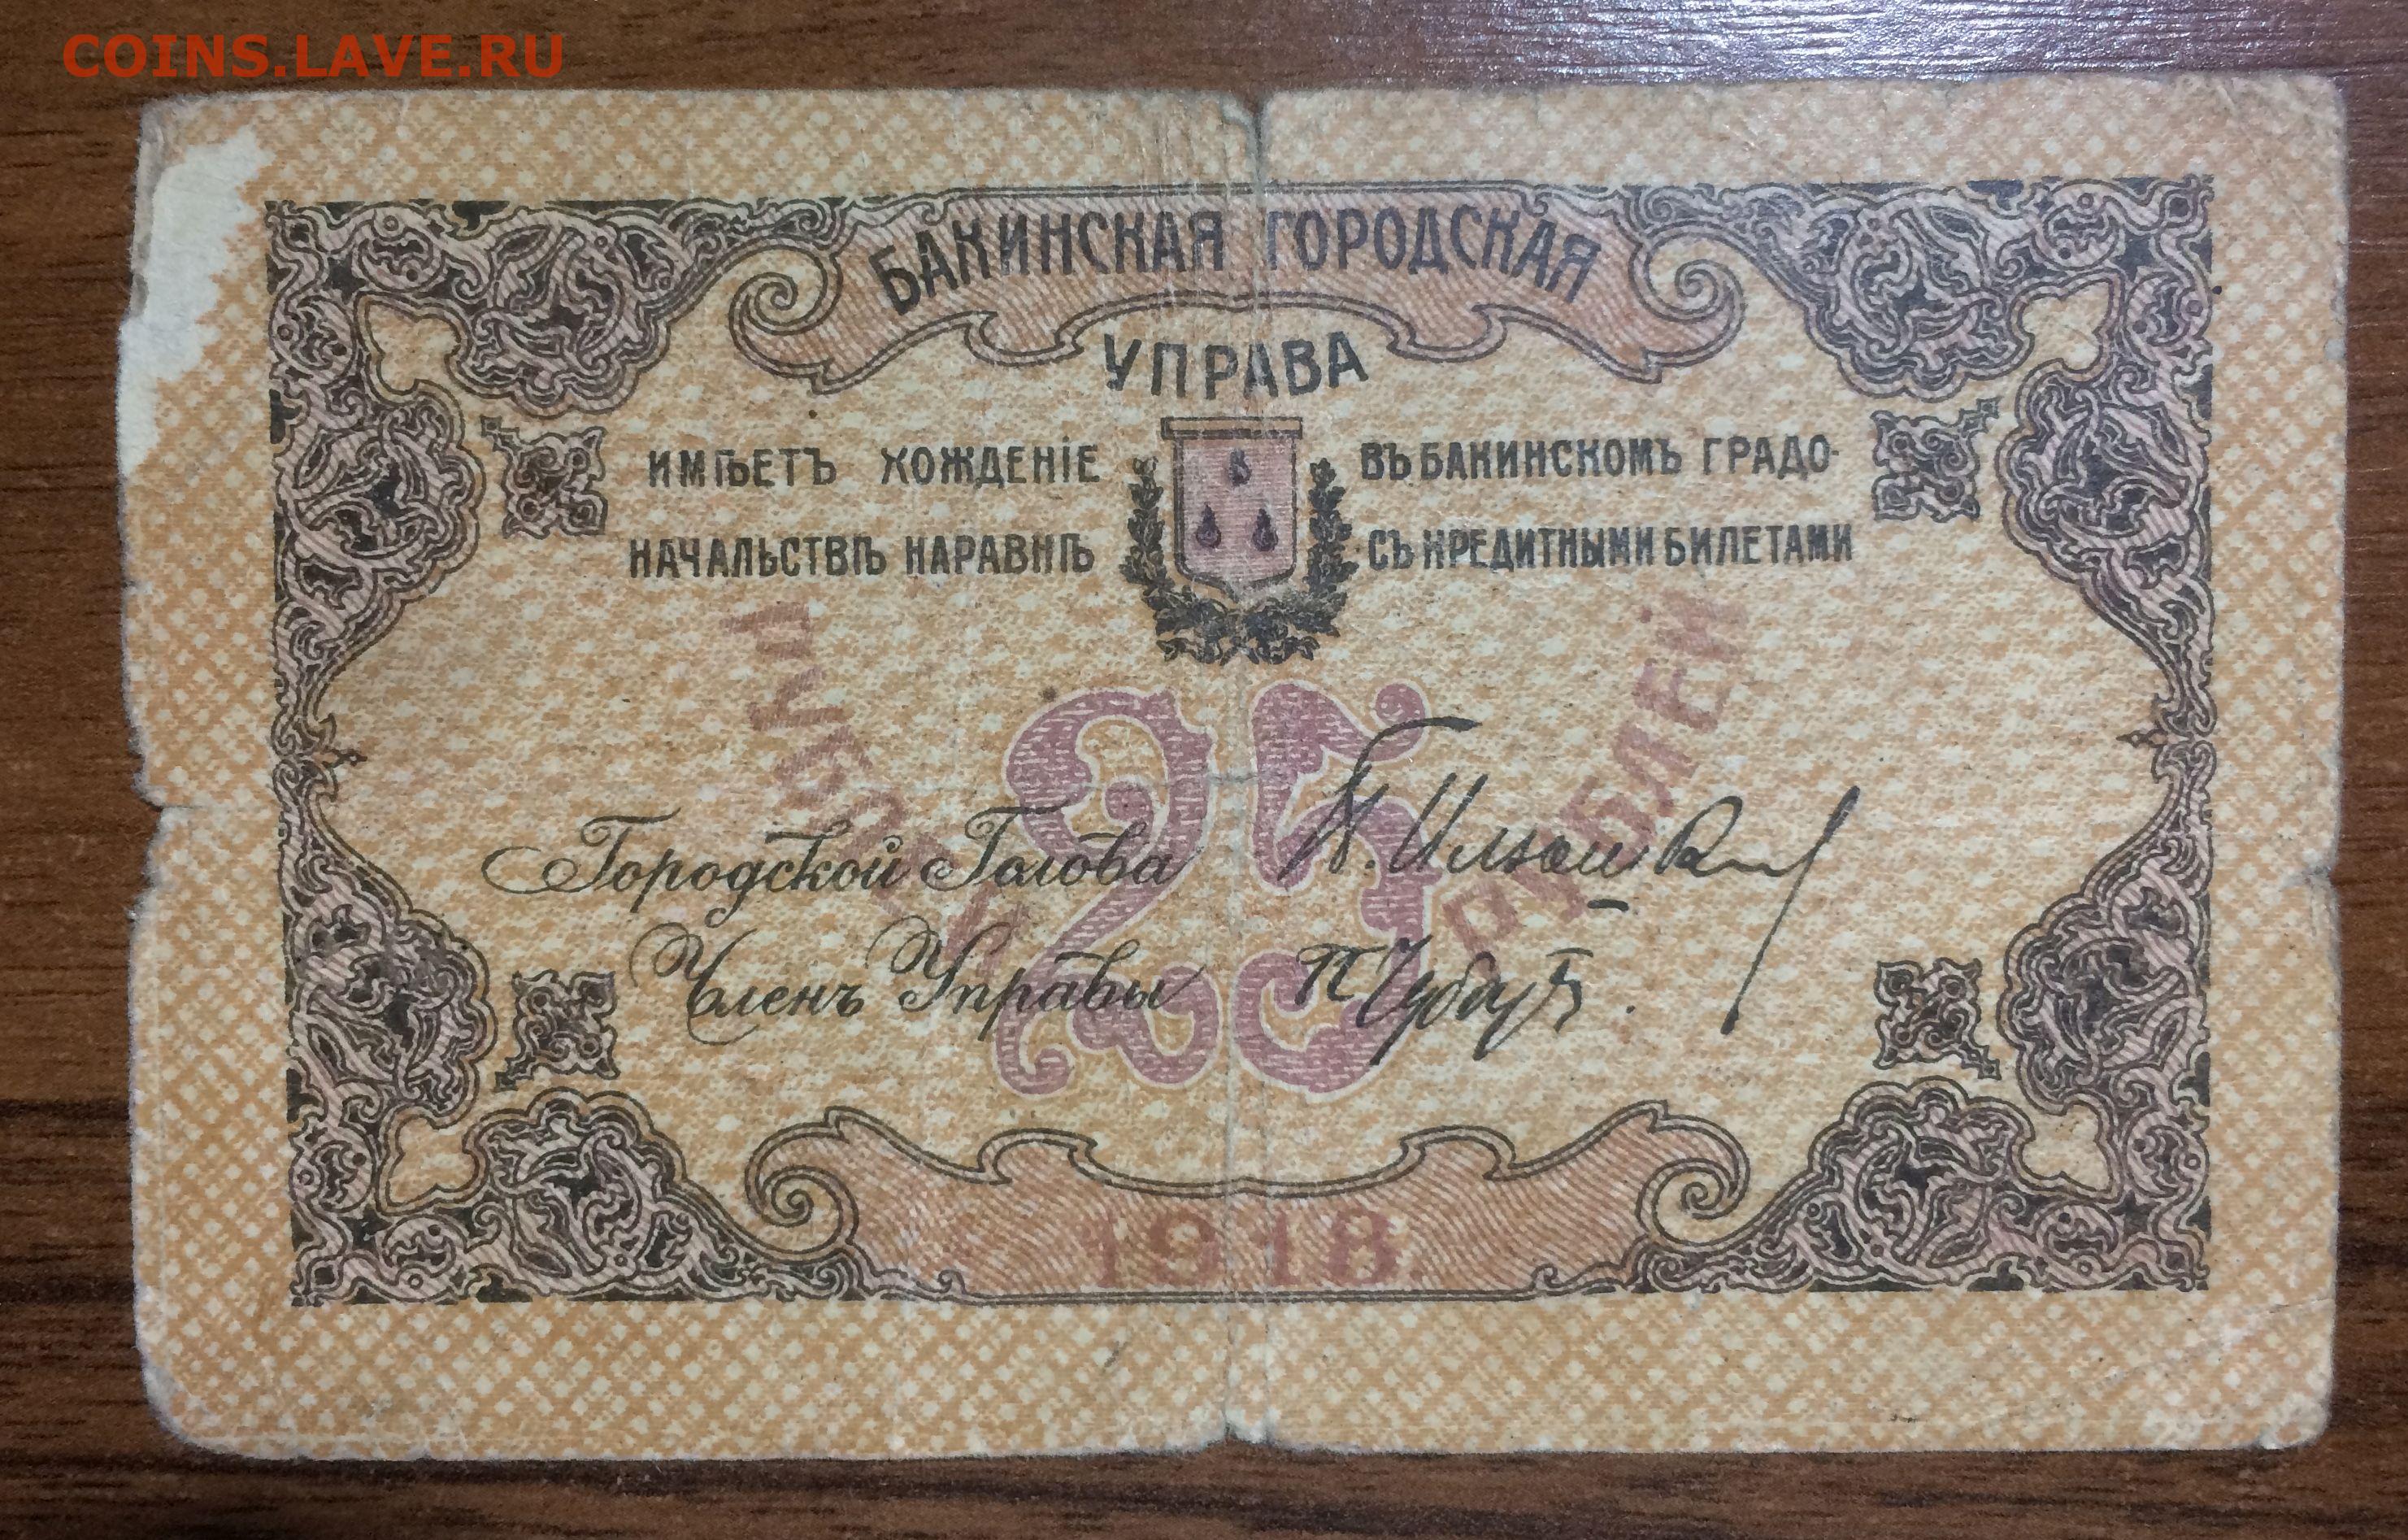 COINS.LAVE.RU
БАКИНСКАЯ ГОРОДСКАЯ
УПРАВА
ИМѢЕТЪ ХОЖДЕНІЕ ВЪ БАКИНСКОМЪ ГРАДО-
НАЧАЛЬСТВѢ НАРАВНѢ СЪ КРЕДИТНЫМИ БИЛЕТАМИ
РУБЛЕЙ 25 РУБЛЕЙ
Городской Голова
Членъ Управы
1918